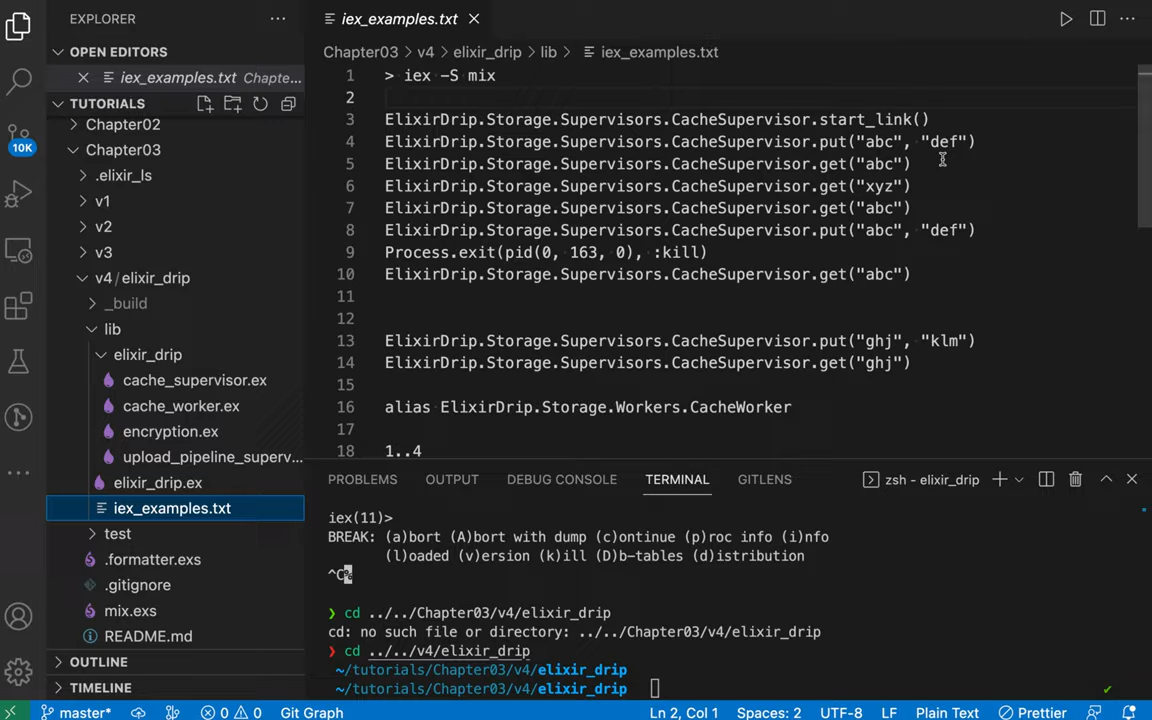 EXPLORER
OPEN EDITORS
iex_examples.txt Chapte...
TUTORIALS
Chapter02
Chapter03
.elixir_ls
v1
v2
v3
v4/elixir_drip
_build
lib
elixir_drip
cache_supervisor.ex
cache_worker.ex
encryption.ex
upload_pipeline_superv...
elixir_drip.ex
iex_examples.txt
test
.formatter.exs
.gitignore
mix.exs
README.md
OUTLINE
TIMELINE
10K
iex_examples.txt
Chapter03 > v4 > elixir_drip > lib > iex_examples.txt
1 > iex -S mix
2
3 ElixirDrip.Storage.Supervisors.CacheSupervisor.start_link()
4 ElixirDrip.Storage.Supervisors.CacheSupervisor.put("abc", "def")
5 ElixirDrip.Storage.Supervisors.CacheSupervisor.get("abc")
6 ElixirDrip.Storage.Supervisors.CacheSupervisor.get("xyz")
7 ElixirDrip.Storage.Supervisors.CacheSupervisor.get("abc")
8 ElixirDrip.Storage.Supervisors.CacheSupervisor.put("abc", "def")
9 Process.exit(pid(0, 163, 0), :kill)
10 ElixirDrip.Storage.Supervisors.CacheSupervisor.get("abc")
11
12
13 ElixirDrip.Storage.Supervisors.CacheSupervisor.put("ghj", "klm")
14 ElixirDrip.Storage.Supervisors.CacheSupervisor.get("ghj")
15
16 alias ElixirDrip.Storage.Workers.CacheWorker
17
18 1..4
PROBLEMS OUTPUT DEBUG CONSOLE TERMINAL GITLENS zsh - elixir_drip
iex(11)>
BREAK: (a)bort (A)bort with dump (c)ontinue (p)roc info (i)nfo
(l)oaded (v)ersion (k)ill (D)b-tables (d)istribution
^C%
❯ cd ../../Chapter03/v4/elixir_drip
cd: no such file or directory: ../../Chapter03/v4/elixir_drip
❯ cd ../../v4/elixir_drip
~/tutorials/Chapter03/v4/elixir_drip
~/tutorials/Chapter03/v4/elixir_drip
master* 0 0 Git Graph Ln 2, Col 1 Spaces: 2 UTF-8 LF Plain Text Prettier